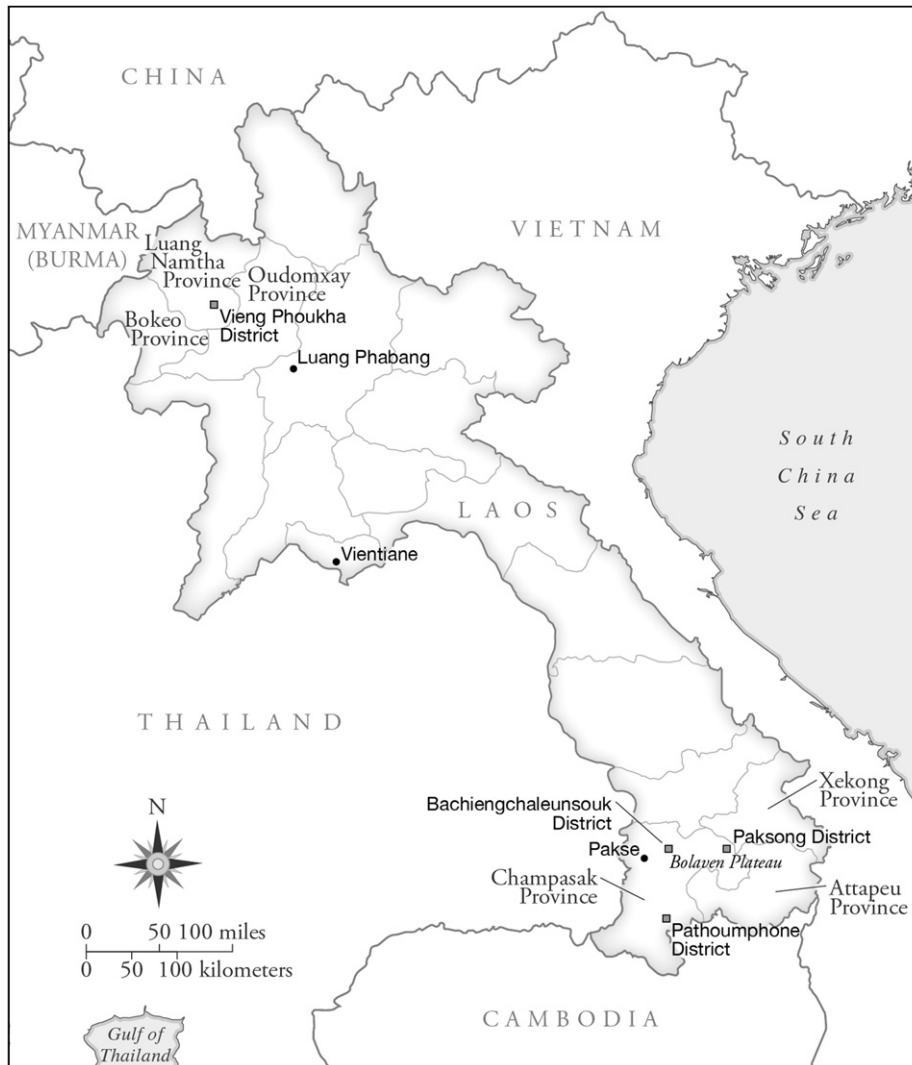 CHINA
MYANMAR
(BURMA)
VIETNAM
Luang
Namtha
Province
Oudomxay
Province
Bokeo
Province
Vieng Phoukha
District
Luang Phabang
South
China
Sea
LAOS
Vientiane
THAILAND
Xekong
Province
Bachiengchaleunsouk
District
Paksong District
Pakse
Bolaven Plateau
Champasak
Province
Attapeu
Province
Pathoumphone
District
N
0 50 100 miles
0 50 100 kilometers
CAMBODIA
Gulf of
Thailand